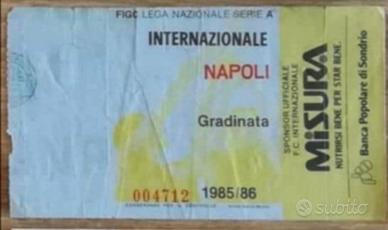 FIGC LEGA NAZIONALE SERIE A
INTERNAZIONALE
NAPOLI
Gradinata
004712
1985/86
SPONSOR UFFICIALE
F.C. INTERNAZIONALE
MiSURA
NUTRIRSI BENE PER STAR BENE.
Banca Popolare di Sondrio
subito